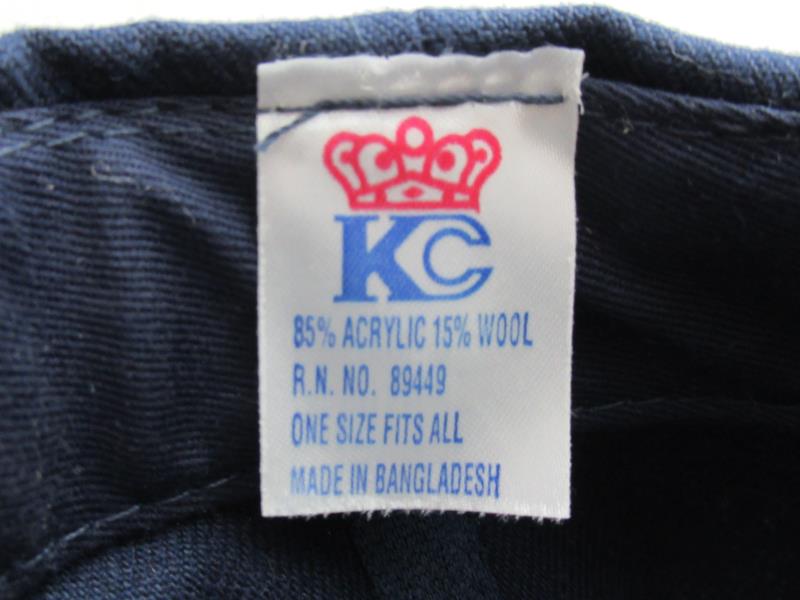 KC
85% ACRYLIC 15% WOOL
R.N. NO. 89449
ONE SIZE FITS ALL
MADE IN BANGLADESH